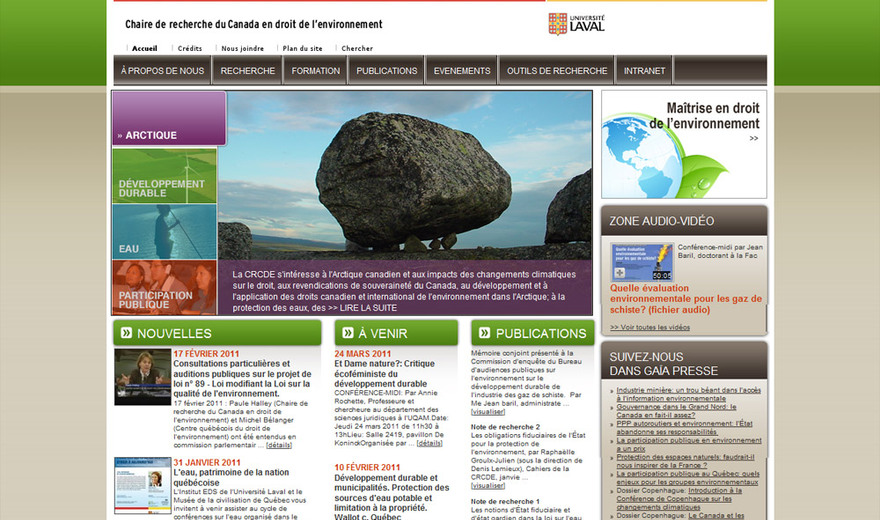 Chaire de recherche du Canada en droit de l'environnement
UNIVERSITÉ
LAVAL
Accueil
Crédits
Nous joindre
Plan du site
Chercher
À PROPOS DE NOUS
RECHERCHE
FORMATION
PUBLICATIONS
EVENEMENTS
OUTILS DE RECHERCHE
INTRANET
» ARCTIQUE
DÉVELOPPEMENT
DURABLE
EAU
PARTICIPATION
PUBLIQUE
La CRCDE s'intéresse à l'Arctique canadien et aux impacts des changements climatiques
sur le droit, aux revendications de souveraineté du Canada, au développement et à
l'application des droits canadien et international de l'environnement dans l'Arctique; à la
protection des eaux, des >> LIRE LA SUITE
Maîtrise en droit
de l'environnement
>>
ZONE AUDIO-VIDÉO
Quelle évaluation
environnementale
pour les gaz de schiste?
50:05
Conférence-midi par Jean
Baril, doctorant à la Fac
Quelle évaluation
environnementale pour les gaz de
schiste? (fichier audio)
>> Voir toutes les vidéos
NOUVELLES
17 FÉVRIER 2011
Consultations particulières et
auditions publiques sur le projet de
loi n° 89 - Loi modifiant la Loi sur la
qualité de l'environnement.
17 février 2011 : Paule Halley (Chaire de
recherche du Canada en droit de
l'environnement) et Michel Bélanger
(Centre québécois du droit de
l'environnement) ont été entendus en
commission parlementair ... [détails]
31 JANVIER 2011
L'eau, patrimoine de la nation
québécoise
L'Institut EDS de l'Université Laval et le
Musée de la civilisation de Québec vous
invitent à venir assister au cycle de
conférences sur l'eau organisé dans le
À VENIR
24 MARS 2011
Et Dame nature?: Critique
écoféministe du
développement durable
CONFÉRENCE-MIDI: Par Annie
Rochette, Professeure et
chercheure au département des
sciences juridiques à l'UQAM.Date:
Jeudi 24 mars 2011 de 11h30 à
13hLieu: Salle 2419, pavillon De
KoninckOrganisée par ... [détails]
10 FÉVRIER 2011
Développement durable et
municipalités. Protection des
sources d'eau potable et
limitation à la propriété.
Wallot c. Québec
PUBLICATIONS
Mémoire conjoint présenté à la
Commission d'enquête du Bureau
d'audiences publiques sur
l'environnement sur le
développement durable de
l'industrie des gaz de schiste. Par
Me Jean baril, administrate ...
[visualiser]
Note de recherche 2
Les obligations fiduciaires de l'État
pour la protection de
l'environnement, par Raphaëlle
Groulx-Julien (sous la direction de
Denis Lemieux), Cahiers de la
CRCDE, janvie ...
[visualiser]
Note de recherche 1
Les notions d'État fiduciaire et
d'état gardien dans la loi sur l'eau
SUIVEZ-NOUS
DANS GAÏA PRESSE
Industrie minière: un trou béant dans l'accès
à l'information environnementale
Gouvernance dans le Grand Nord: le
Canada en fait-il assez?
PPP autoroutiers et environnement: l'État
abandonne ses responsabilités
La participation publique en environnement
a un prix
Protection des espaces naturels: faudrait-il
nous inspirer de la France ?
La participation publique au Québec: quels
enjeux pour les groupes environnementaux
Dossier Copenhague: Introduction à la
Conférence de Copenhague sur les
changements climatiques
Dossier Copenhague: Le Canada et les